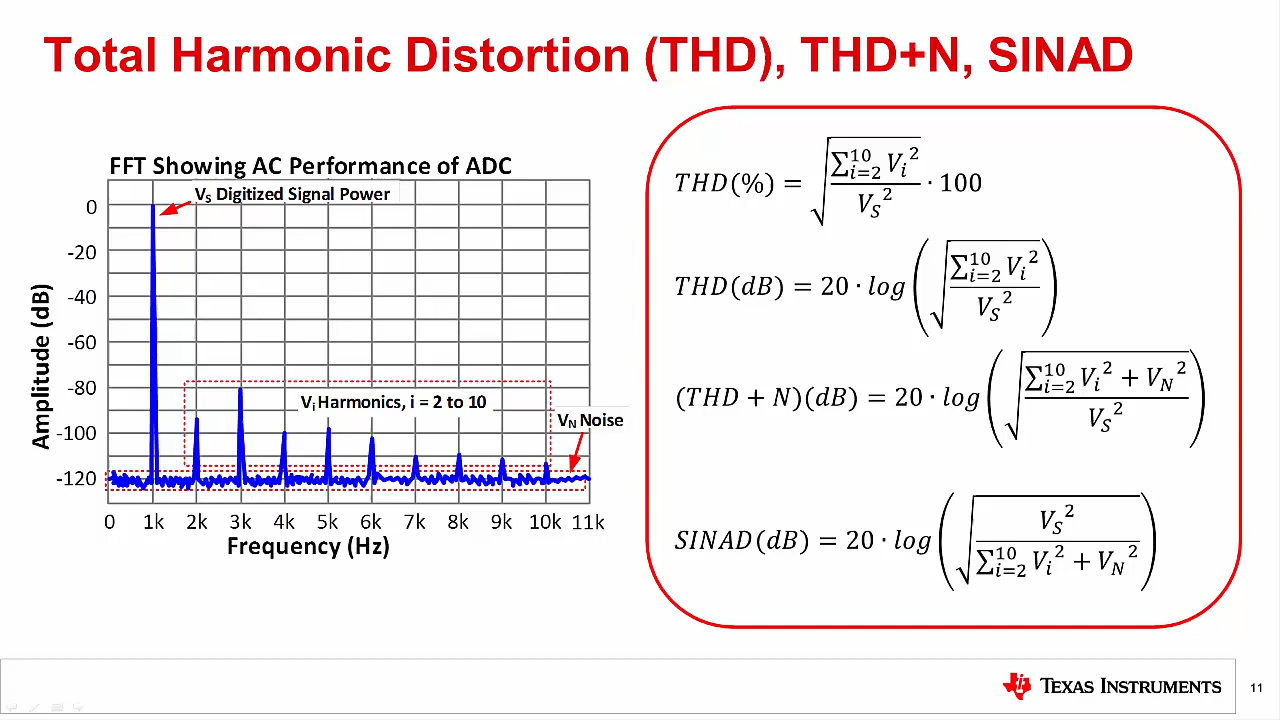 Total Harmonic Distortion (THD), THD+N, SINAD
FFT Showing AC Performance of ADC
V_S Digitized Signal Power
0
-20
-40
-60
-80
-100
-120
Amplitude (dB)
V_i Harmonics, i = 2 to 10
V_N Noise
0 1k 2k 3k 4k 5k 6k 7k 8k 9k 10k 11k
Frequency (Hz)
THD(%) = √(∑_{i=2}^{10} V_i^2 / V_S^2) · 100
THD(dB) = 20 · log(√(∑_{i=2}^{10} V_i^2 / V_S^2))
(THD + N)(dB) = 20 · log(√((∑_{i=2}^{10} V_i^2 + V_N^2) / V_S^2))
SINAD(dB) = 20 · log(√(V_S^2 / (∑_{i=2}^{10} V_i^2 + V_N^2)))
TEXAS INSTRUMENTS
11